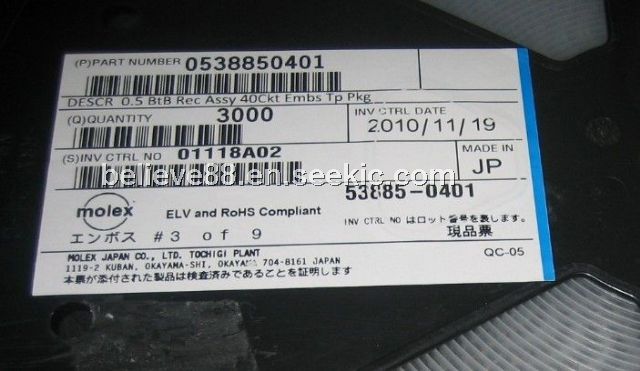 (P)PART NUMBER 0538850401
DESCR 0.5 BtB Rec Assy 40Ckt Embs Tp Pkg
(Q)QUANTITY 3000
INV CTRL DATE
2010/11/19
(S)INV CTRL NO 01118A02
MADE IN
JP
believe88.en.seekic.com
53885-0401
molex
ELV and RoHS Compliant
INV CTRL NO はロット番号を表します。
エンボス #3 of 9
現品票
MOLEX JAPAN CO., LTD. TOCHIGI PLANT
1119-2 KUBAN, OKAYAMA-SHI, OKAYAMA 704-8161 JAPAN
QC-05
本票が添付された製品は検査済みであることを証明します